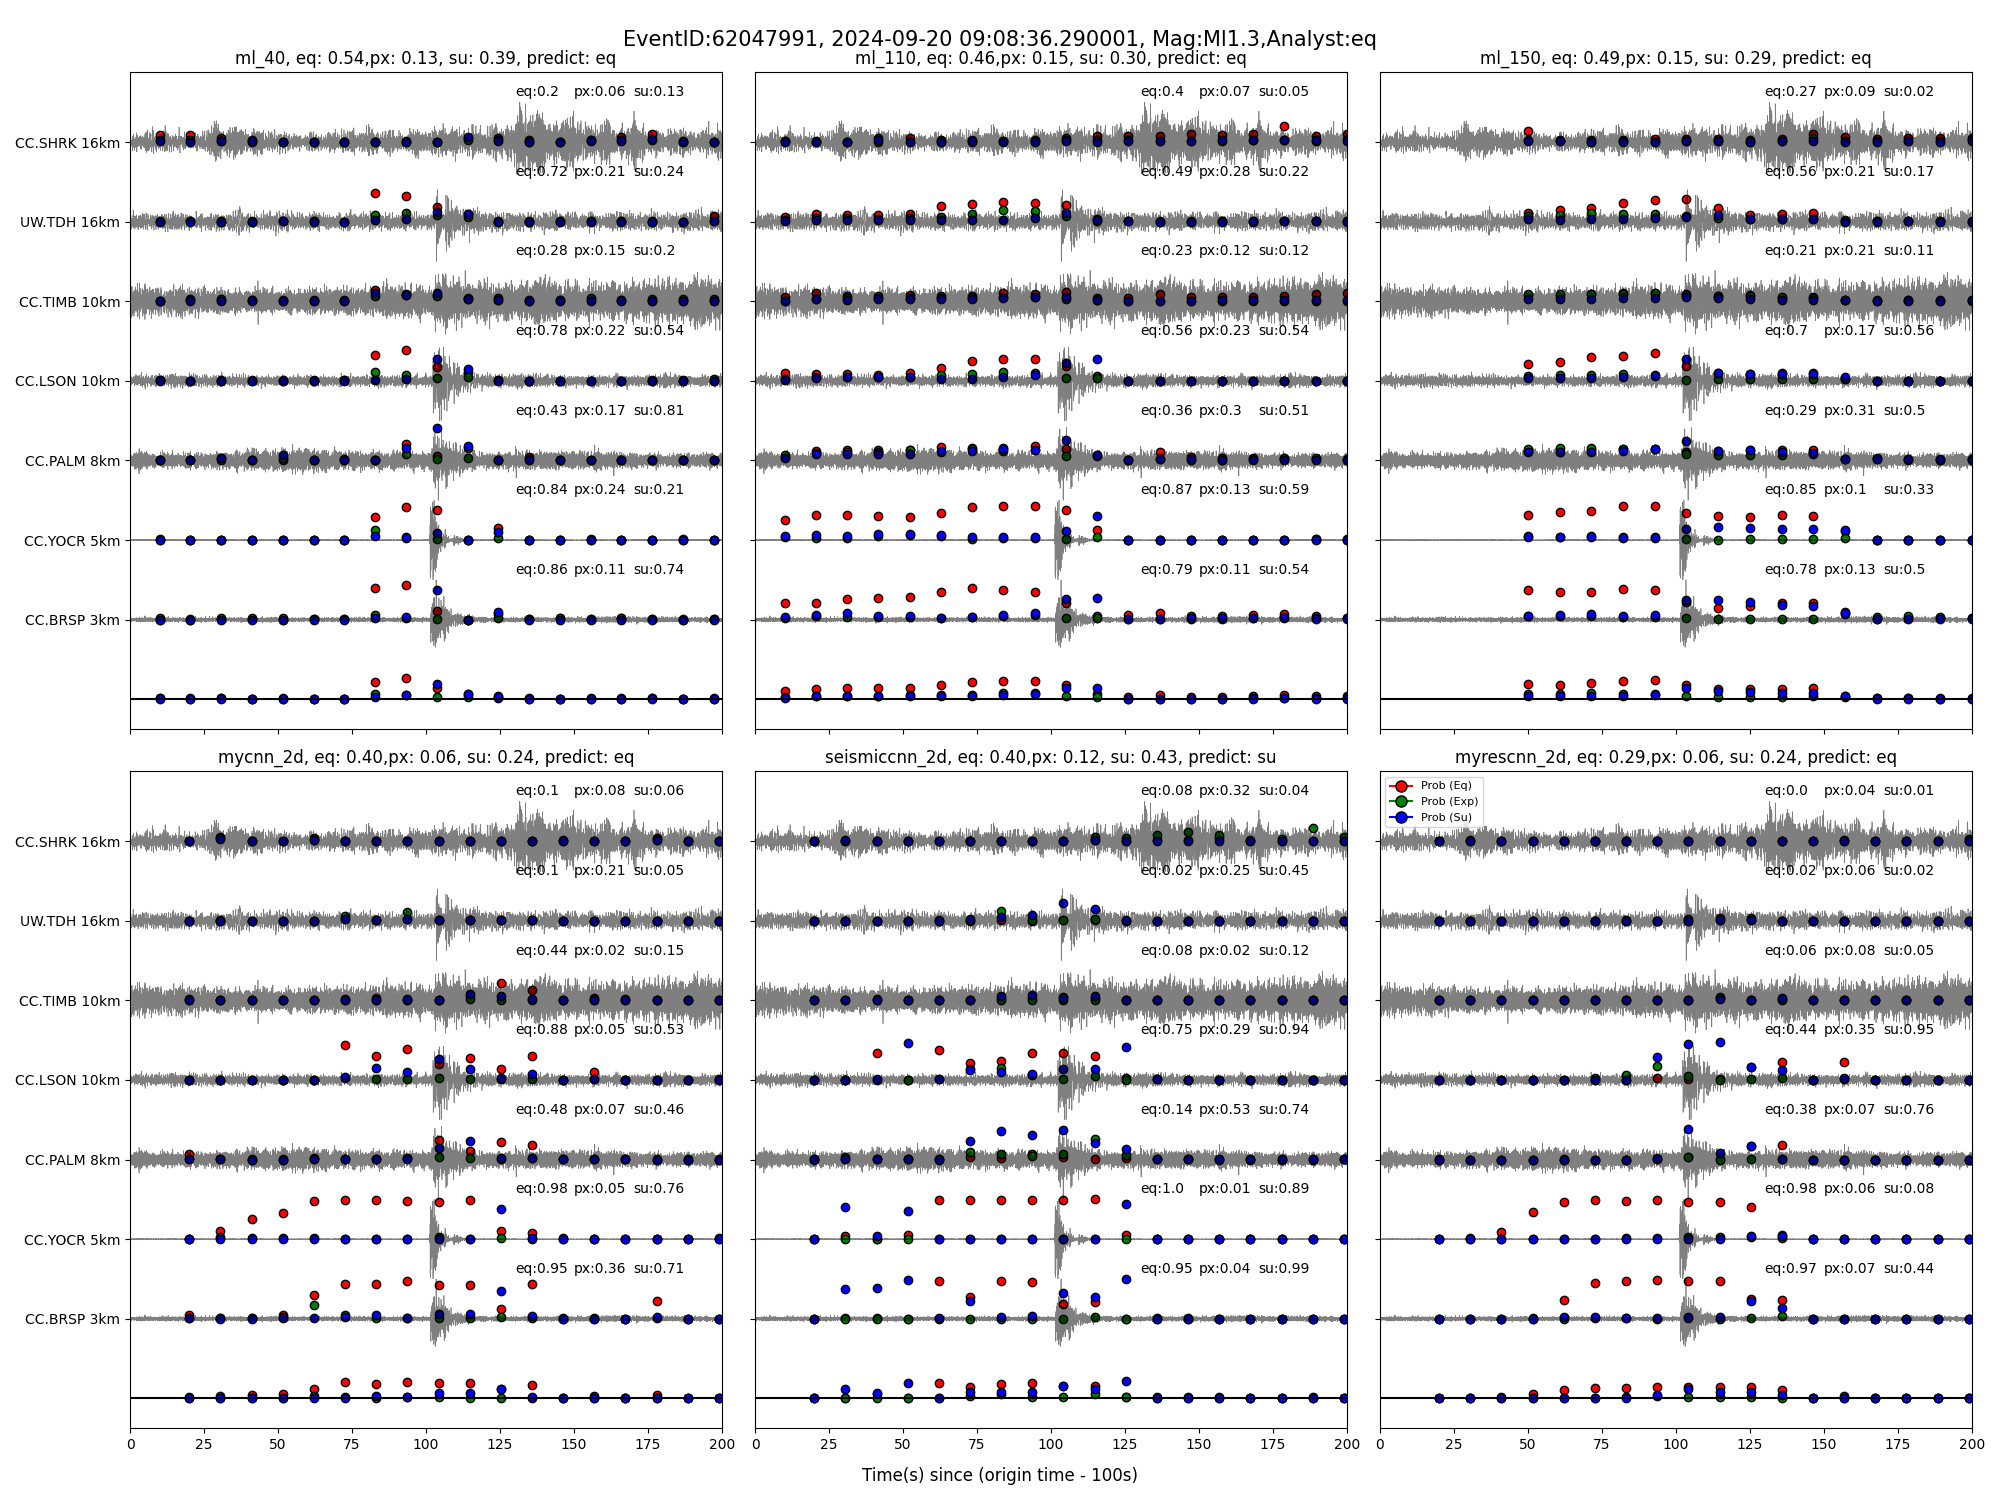 EventID:62047991, 2024-09-20 09:08:36.290001, Mag:Ml1.3,Analyst:eq
ml_40, eq: 0.54,px: 0.13, su: 0.39, predict: eq
CC.SHRK 16km
eq:0.2 px:0.06 su:0.13
UW.TDH 16km
eq:0.72 px:0.21 su:0.24
CC.TIMB 10km
eq:0.28 px:0.15 su:0.2
CC.LSON 10km
eq:0.78 px:0.22 su:0.54
CC.PALM 8km
eq:0.43 px:0.17 su:0.81
CC.YOCR 5km
eq:0.84 px:0.24 su:0.21
CC.BRSP 3km
eq:0.86 px:0.11 su:0.74
ml_110, eq: 0.46,px: 0.15, su: 0.30, predict: eq
eq:0.4 px:0.07 su:0.05
eq:0.49 px:0.28 su:0.22
eq:0.23 px:0.12 su:0.12
eq:0.56 px:0.23 su:0.54
eq:0.36 px:0.3 su:0.51
eq:0.87 px:0.13 su:0.59
eq:0.79 px:0.11 su:0.54
ml_150, eq: 0.49,px: 0.15, su: 0.29, predict: eq
eq:0.27 px:0.09 su:0.02
eq:0.56 px:0.21 su:0.17
eq:0.21 px:0.21 su:0.11
eq:0.7 px:0.17 su:0.56
eq:0.29 px:0.31 su:0.5
eq:0.85 px:0.1 su:0.33
eq:0.78 px:0.13 su:0.5
mycnn_2d, eq: 0.40,px: 0.06, su: 0.24, predict: eq
CC.SHRK 16km
eq:0.1 px:0.08 su:0.06
UW.TDH 16km
eq:0.1 px:0.21 su:0.05
CC.TIMB 10km
eq:0.44 px:0.02 su:0.15
CC.LSON 10km
eq:0.88 px:0.05 su:0.53
CC.PALM 8km
eq:0.48 px:0.07 su:0.46
CC.YOCR 5km
eq:0.98 px:0.05 su:0.76
CC.BRSP 3km
eq:0.95 px:0.36 su:0.71
0 25 50 75 100 125 150 175 200
seismiccnn_2d, eq: 0.40,px: 0.12, su: 0.43, predict: su
eq:0.08 px:0.32 su:0.04
eq:0.02 px:0.25 su:0.45
eq:0.08 px:0.02 su:0.12
eq:0.75 px:0.29 su:0.94
eq:0.14 px:0.53 su:0.74
eq:1.0 px:0.01 su:0.89
eq:0.95 px:0.04 su:0.99
0 25 50 75 100 125 150 175 200
myrescnn_2d, eq: 0.29,px: 0.06, su: 0.24, predict: eq
Prob (Eq)
Prob (Exp)
Prob (Su)
eq:0.0 px:0.04 su:0.01
eq:0.02 px:0.06 su:0.02
eq:0.06 px:0.08 su:0.05
eq:0.44 px:0.35 su:0.95
eq:0.38 px:0.07 su:0.76
eq:0.98 px:0.06 su:0.08
eq:0.97 px:0.07 su:0.44
0 25 50 75 100 125 150 175 200
Time(s) since (origin time - 100s)